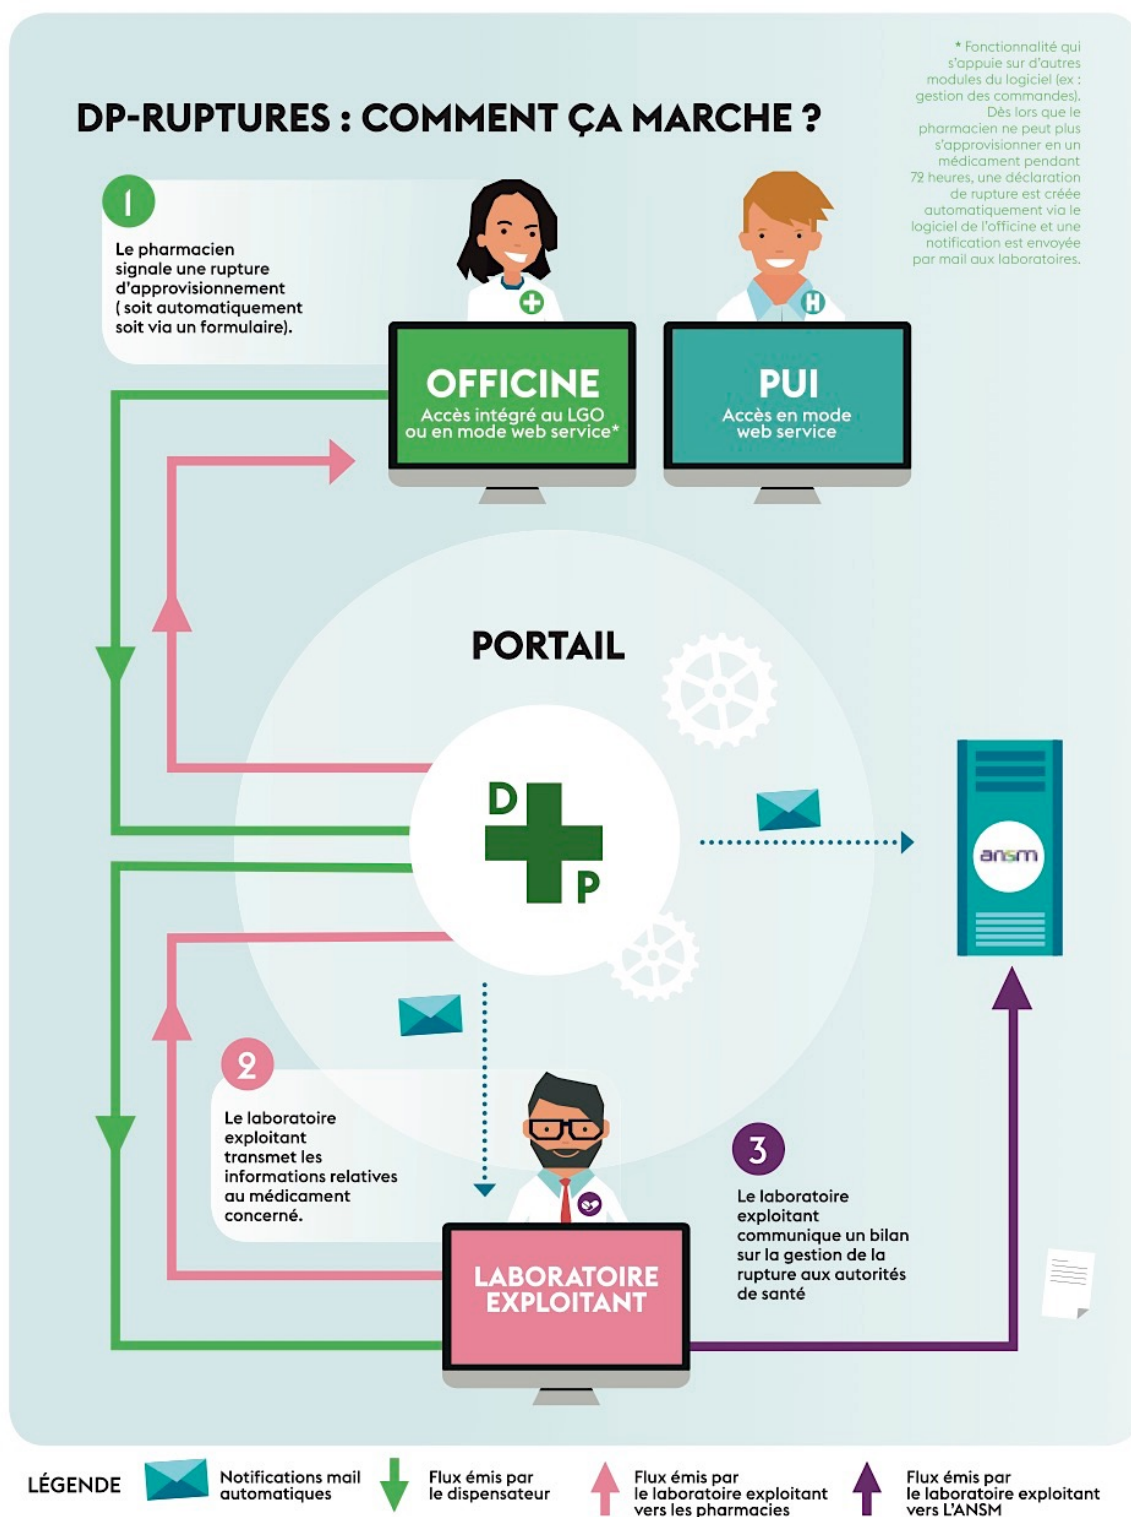 * Fonctionnalité qui
s'appuie sur d'autres
modules du logiciel (ex :
gestion des commandes).
Dès lors que le
pharmacien ne peut plus
s'approvisionner en un
médicament pendant
72 heures, une déclaration
de rupture est créée
automatiquement via le
logiciel de l'officine et une
notification est envoyée
par mail aux laboratoires.
DP-RUPTURES : COMMENT ÇA MARCHE ?
1
Le pharmacien
signale une rupture
d'approvisionnement
( soit automatiquement
soit via un formulaire).
OFFICINE
Accès intégré au LGO
ou en mode web service*
H
PUI
Accès en mode
web service
PORTAIL
D
P
ansm
2
Le laboratoire
exploitant
transmet les
informations relatives
au médicament
concerné.
LABORATOIRE
EXPLOITANT
3
Le laboratoire
exploitant
communique un bilan
sur la gestion de la
rupture aux autorités
de santé
LÉGENDE
Notifications mail
automatiques
Flux émis par
le dispensateur
Flux émis par
le laboratoire exploitant
vers les pharmacies
Flux émis par
le laboratoire exploitant
vers L'ANSM